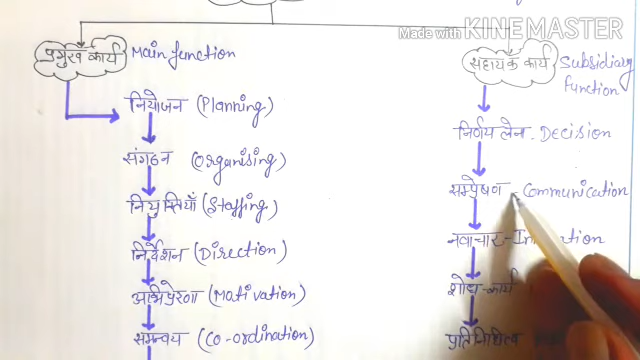 Made with KINEMASTER
प्रमुख कार्य Main function
सहायक कार्य Subsidiary function
नियोजन (Planning)
संगठन (Organising)
नियुक्तियाँ (Staffing)
निर्देशन (Direction)
अभिप्रेरणा (Motivation)
समन्वय (Co-ordination)
निर्णय लेन Decision
सम्प्रेषण - Communication
नवाचार -
शोध - कार्य
प्रतिनिधित्व